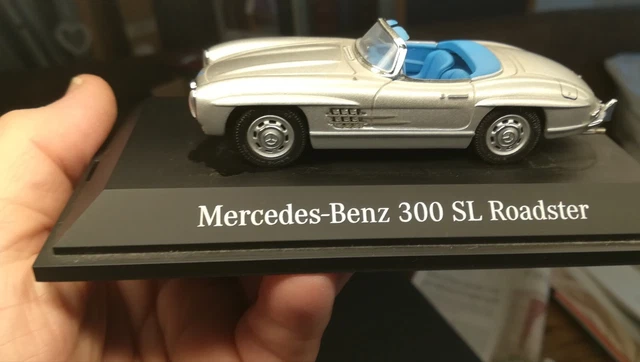 Mercedes-Benz 300 SL Roadster